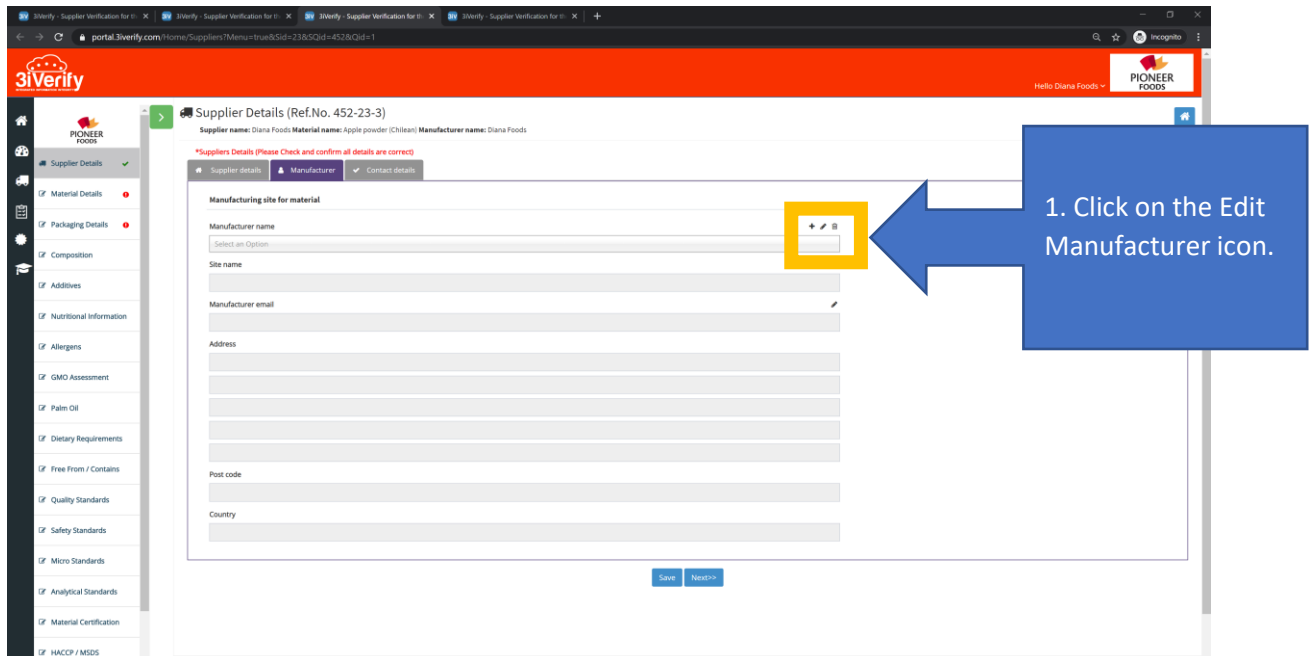 3iVerify - Supplier Verification for th
3iVerify - Supplier Verification for th
3iVerify - Supplier Verification for th
3iVerify - Supplier Verification for th
portal.3iverify.com/Home/Suppliers?Menu=true&Sid=23&SQid=452&Qid=1
Incognito
3iVerify
Hello Diana Foods
PIONEER
FOODS
PIONEER
FOODS
Supplier Details
Material Details
Packaging Details
Composition
Additives
Nutritional Information
Allergens
GMO Assessment
Palm Oil
Dietary Requirements
Free From / Contains
Quality Standards
Safety Standards
Micro Standards
Analytical Standards
Material Certification
HACCP / MSDS
Supplier Details (Ref.No. 452-23-3)
Supplier name: Diana Foods Material name: Apple powder (Chilean) Manufacturer name: Diana Foods
*Suppliers Details (Please Check and confirm all details are correct)
Supplier details
Manufacturer
Contact details
Manufacturing site for material
Manufacturer name
Select an Option
Site name
Manufacturer email
Address
Post code
Country
Save
Next>>
1. Click on the Edit
Manufacturer icon.